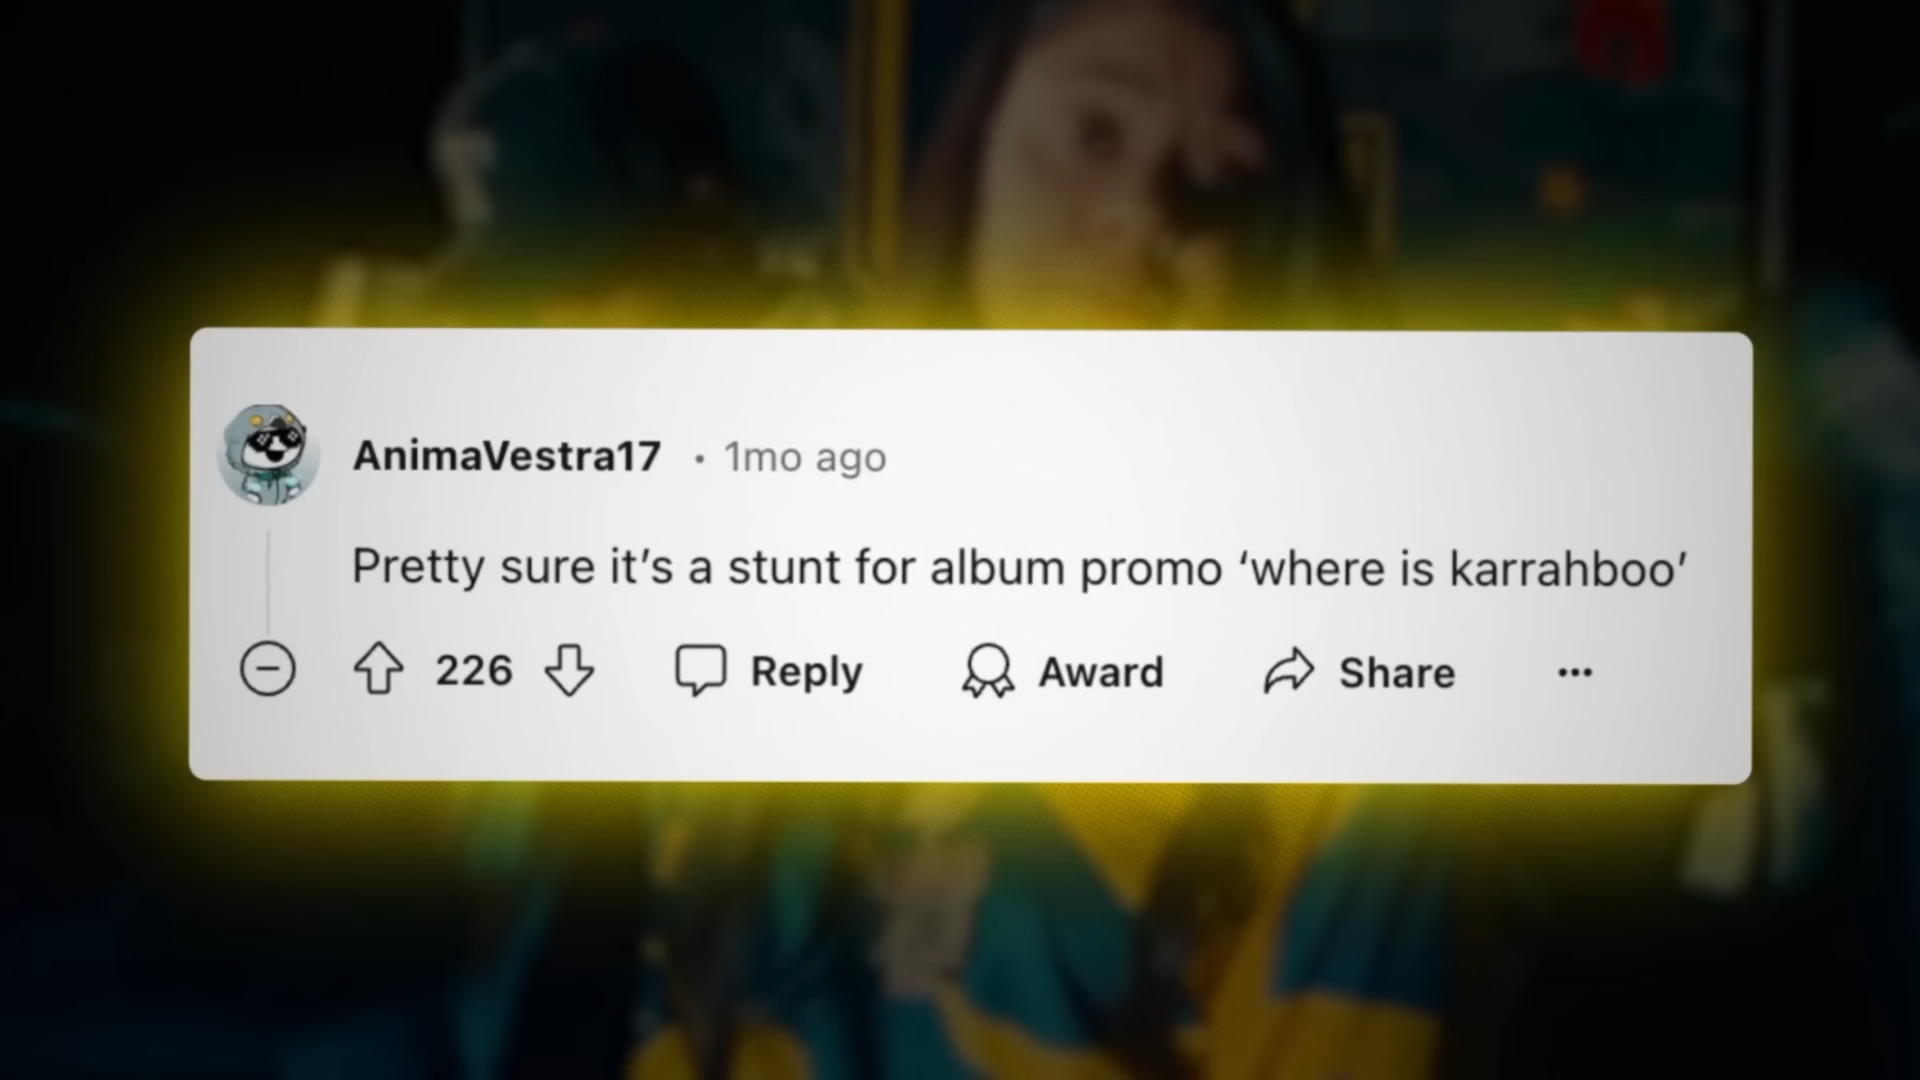 AnimaVestra17 • 1mo ago
Pretty sure it’s a stunt for album promo ‘where is karrahboo’
226 Reply Award Share ...